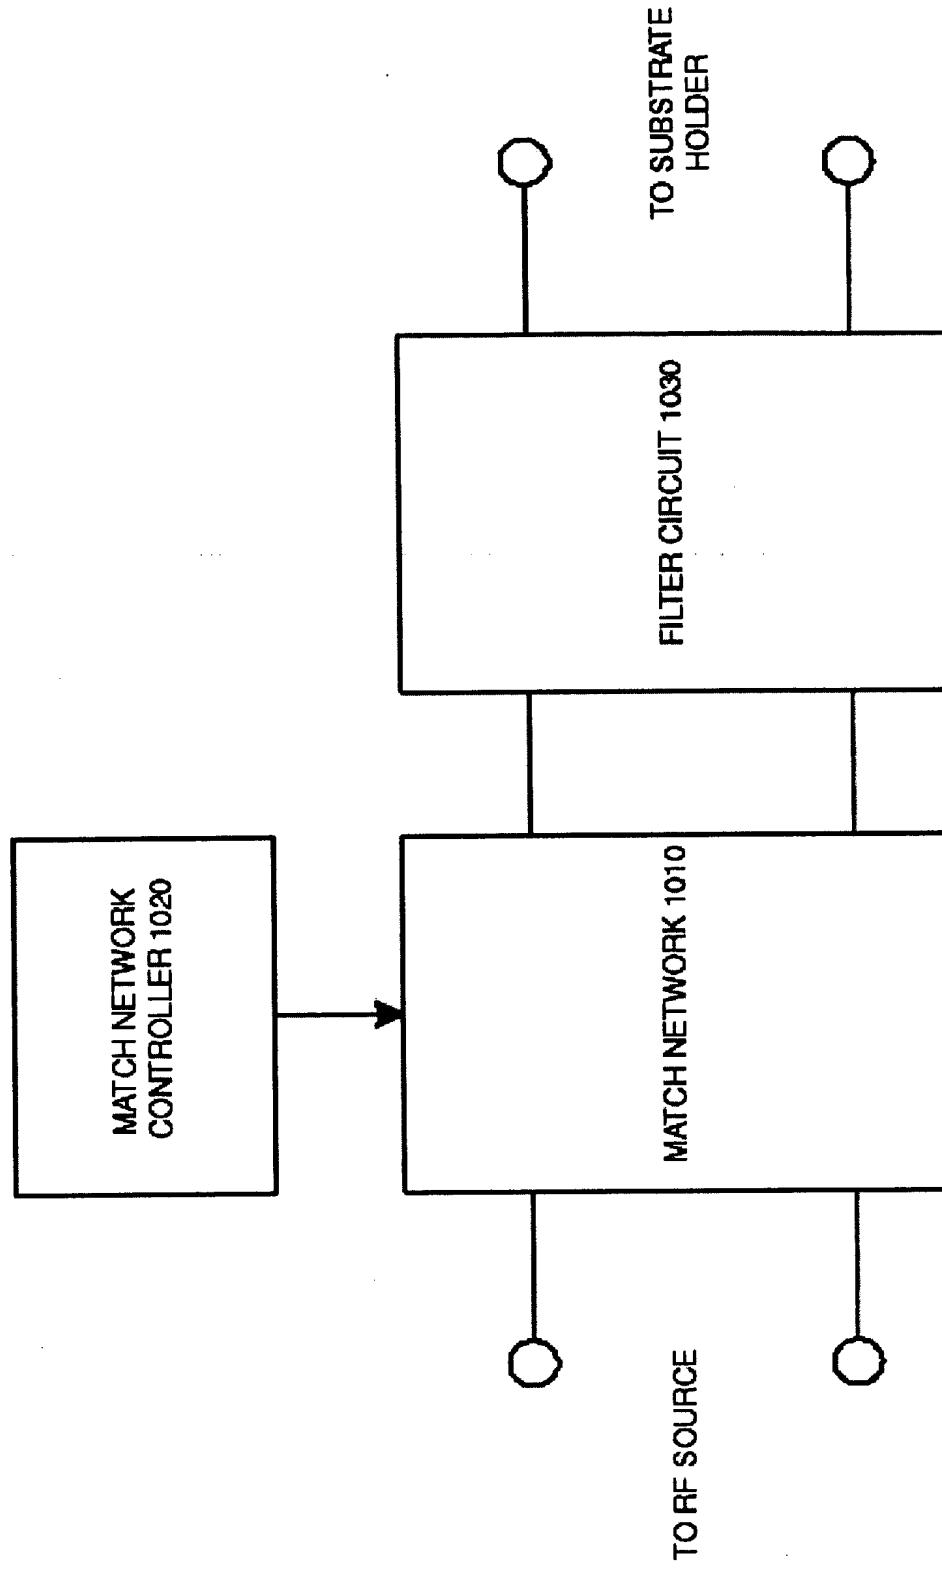 MATCH NETWORK
CONTROLLER 1020
TO RF SOURCE
MATCH NETWORK 1010
FILTER CIRCUIT 1030
TO SUBSTRATE
HOLDER